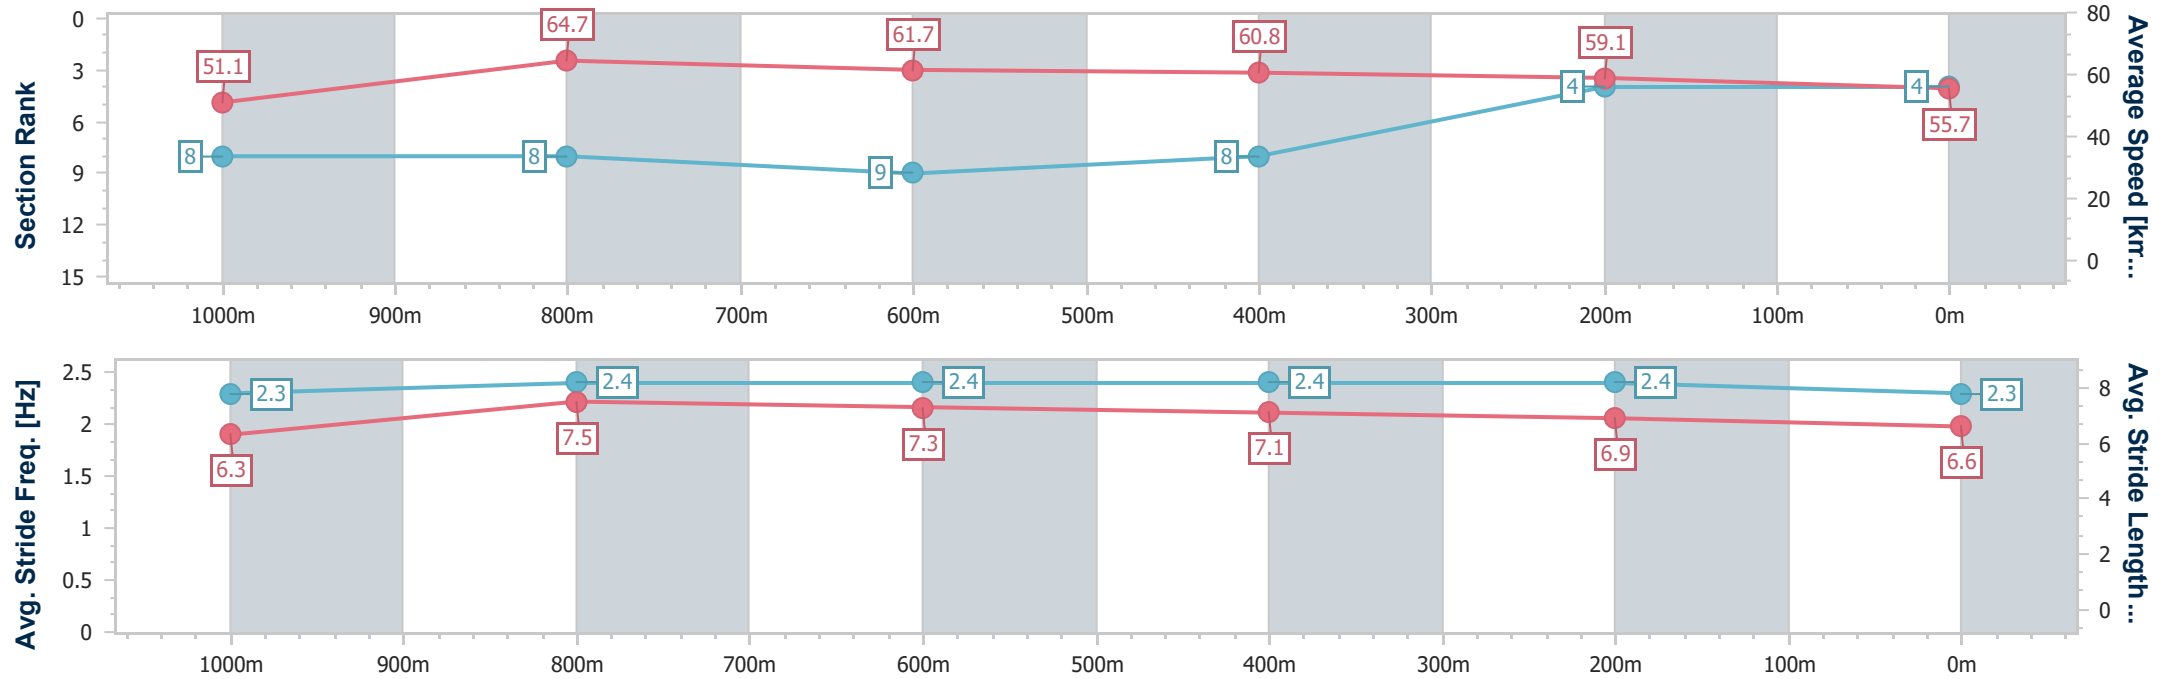 Section Rank
0
3
6
9
12
15
51.1
64.7
61.7
60.8
59.1
55.7
8
8
9
8
4
4
80
60
40
20
0
Average Speed [km...
1000m
900m
800m
700m
600m
500m
400m
300m
200m
100m
0m
Avg. Stride Freq. [Hz]
2.5
2
1.5
1
0.5
0
2.3
2.4
2.4
2.4
2.4
2.3
6.3
7.5
7.3
7.1
6.9
6.6
8
6
4
2
0
Avg. Stride Length...
1000m
900m
800m
700m
600m
500m
400m
300m
200m
100m
0m